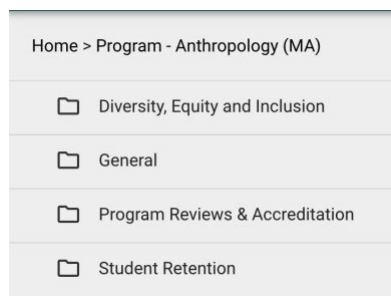 Home > Program - Anthropology (MA)
Diversity, Equity and Inclusion
General
Program Reviews & Accreditation
Student Retention